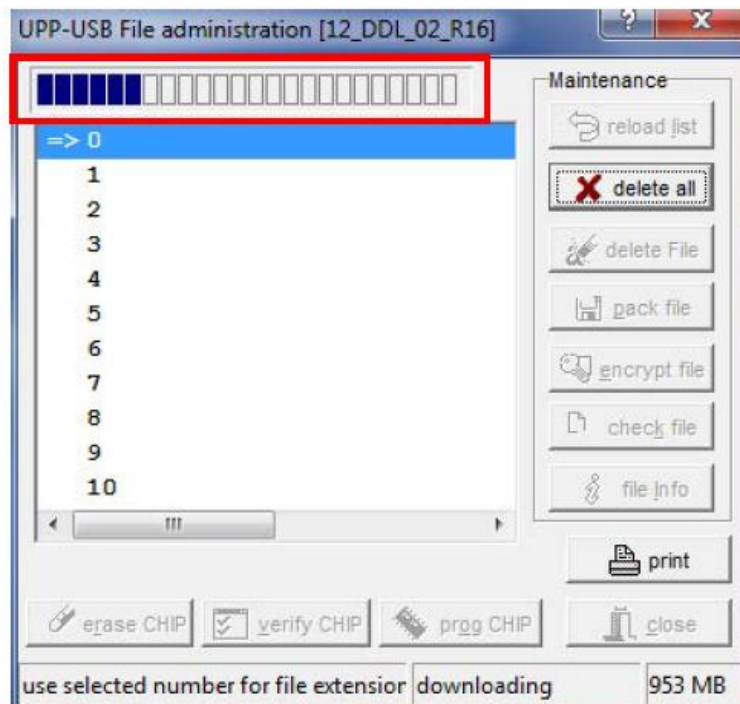 UPP-USB File administration [12_DDL_02_R16]
? x
Maintenance
reload list
=> 0
1
2
3
4
5
6
7
8
9
10
delete all
delete File
pack file
encrypt file
check file
file info
print
erase CHIP verify CHIP prog CHIP close
use selected number for file extension downloading 953 MB